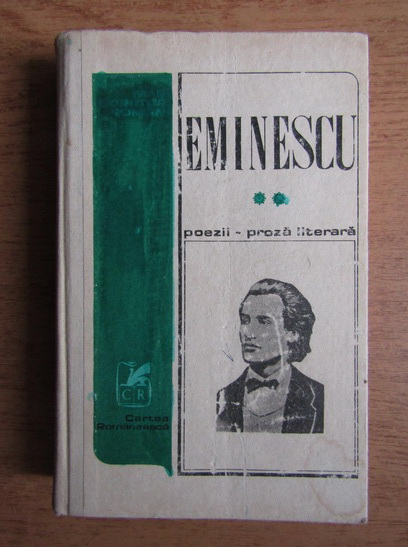 EMINESCU
poezii - proză literară
CR
Cartea
Românească